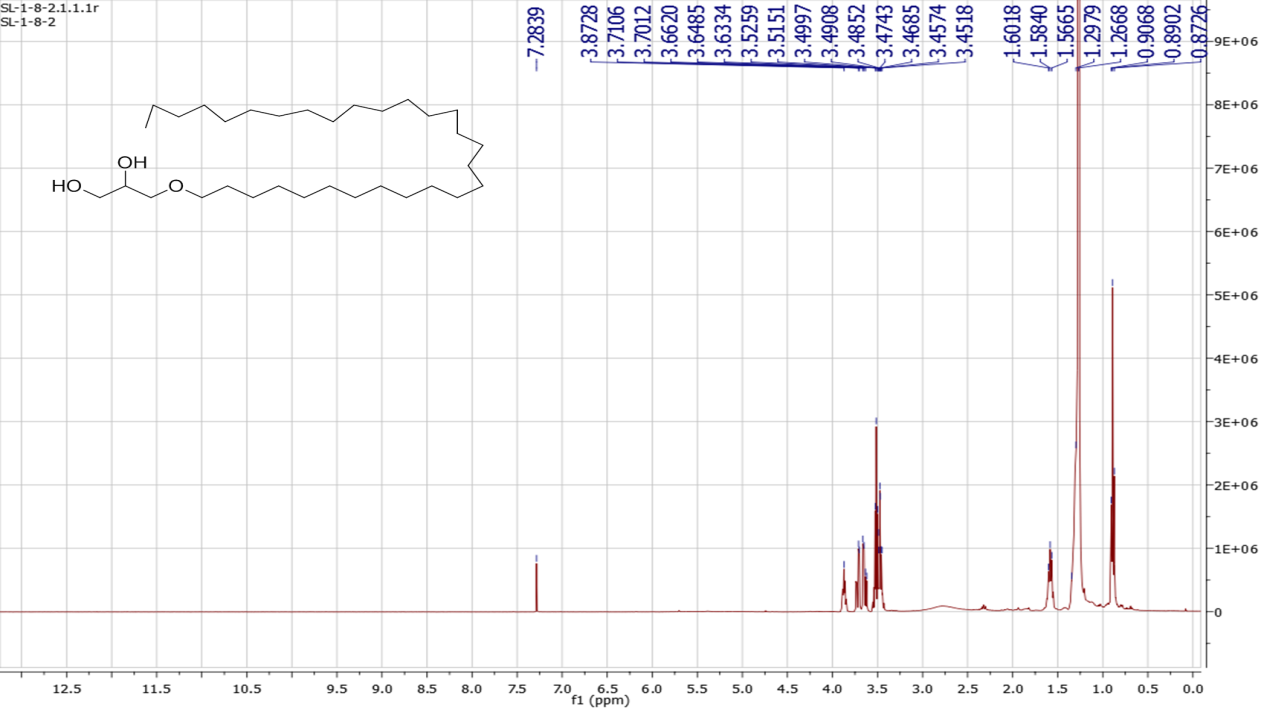 SL-1-8-2.1.1.1r
SL-1-8-2
7.2839
3.8728
3.7106
3.7012
3.6620
3.6485
3.6334
3.5259
3.5151
3.4997
3.4908
3.4852
3.4743
3.4685
3.4574
3.4518
1.6018
1.5840
1.5665
1.2979
1.2668
0.9068
0.8902
0.8726
9E+06
8E+06
7E+06
6E+06
5E+06
4E+06
3E+06
2E+06
1E+06
0
OH
HO
O
12.5 11.5 10.5 9.5 9.0 8.5 8.0 7.5 7.0 6.5 6.0 5.5 5.0 4.5 4.0 3.5 3.0 2.5 2.0 1.5 1.0 0.5 0.0
f1 (ppm)